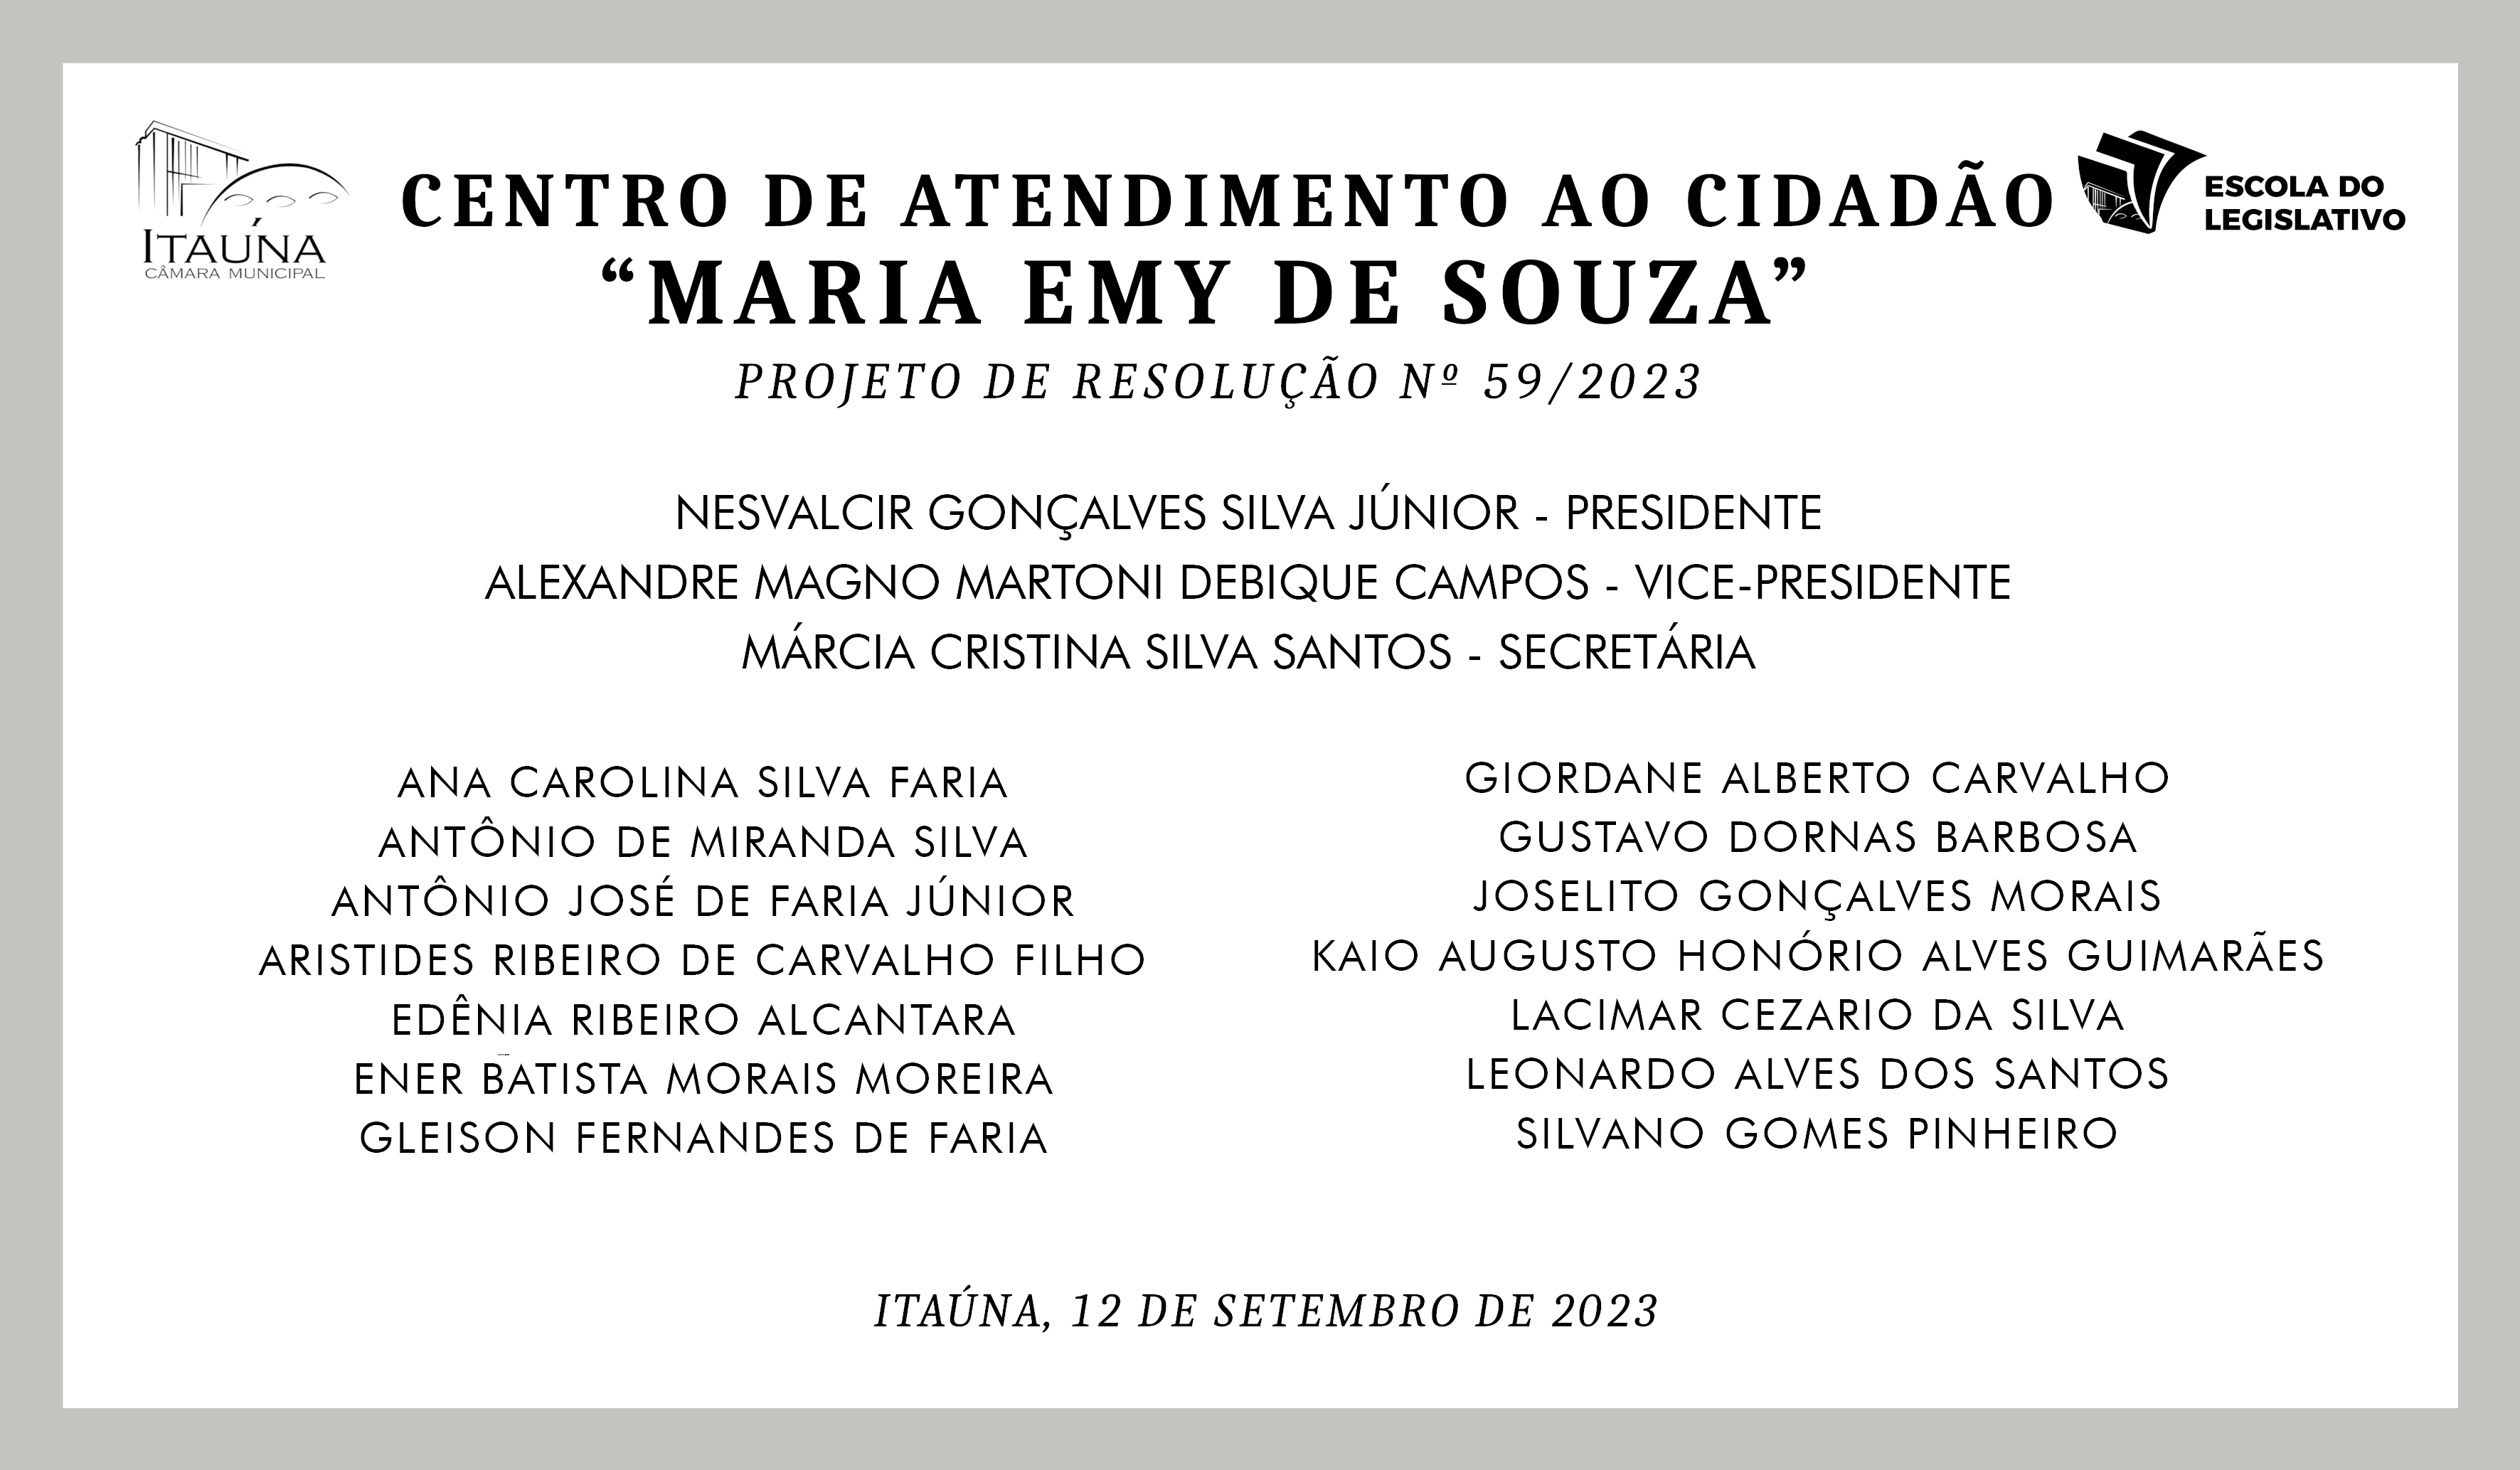 ITAÚNA
CÂMARA MUNICIPAL
CENTRO DE ATENDIMENTO AO CIDADÃO
“MARIA EMY DE SOUZA”
PROJETO DE RESOLUÇÃO Nº 59/2023
ESCOLA DO
LEGISLATIVO
NESVALCIR GONÇALVES SILVA JÚNIOR - PRESIDENTE
ALEXANDRE MAGNO MARTONI DEBIQUE CAMPOS - VICE-PRESIDENTE
MÁRCIA CRISTINA SILVA SANTOS - SECRETÁRIA
ANA CAROLINA SILVA FARIA
ANTÔNIO DE MIRANDA SILVA
ANTÔNIO JOSÉ DE FARIA JÚNIOR
ARISTIDES RIBEIRO DE CARVALHO FILHO
EDÊNIA RIBEIRO ALCANTARA
ENER BATISTA MORAIS MOREIRA
GLEISON FERNANDES DE FARIA
GIORDANE ALBERTO CARVALHO
GUSTAVO DORNAS BARBOSA
JOSELITO GONÇALVES MORAIS
KAIO AUGUSTO HONÓRIO ALVES GUIMARÃES
LACIMAR CEZARIO DA SILVA
LEONARDO ALVES DOS SANTOS
SILVANO GOMES PINHEIRO
ITAÚNA, 12 DE SETEMBRO DE 2023